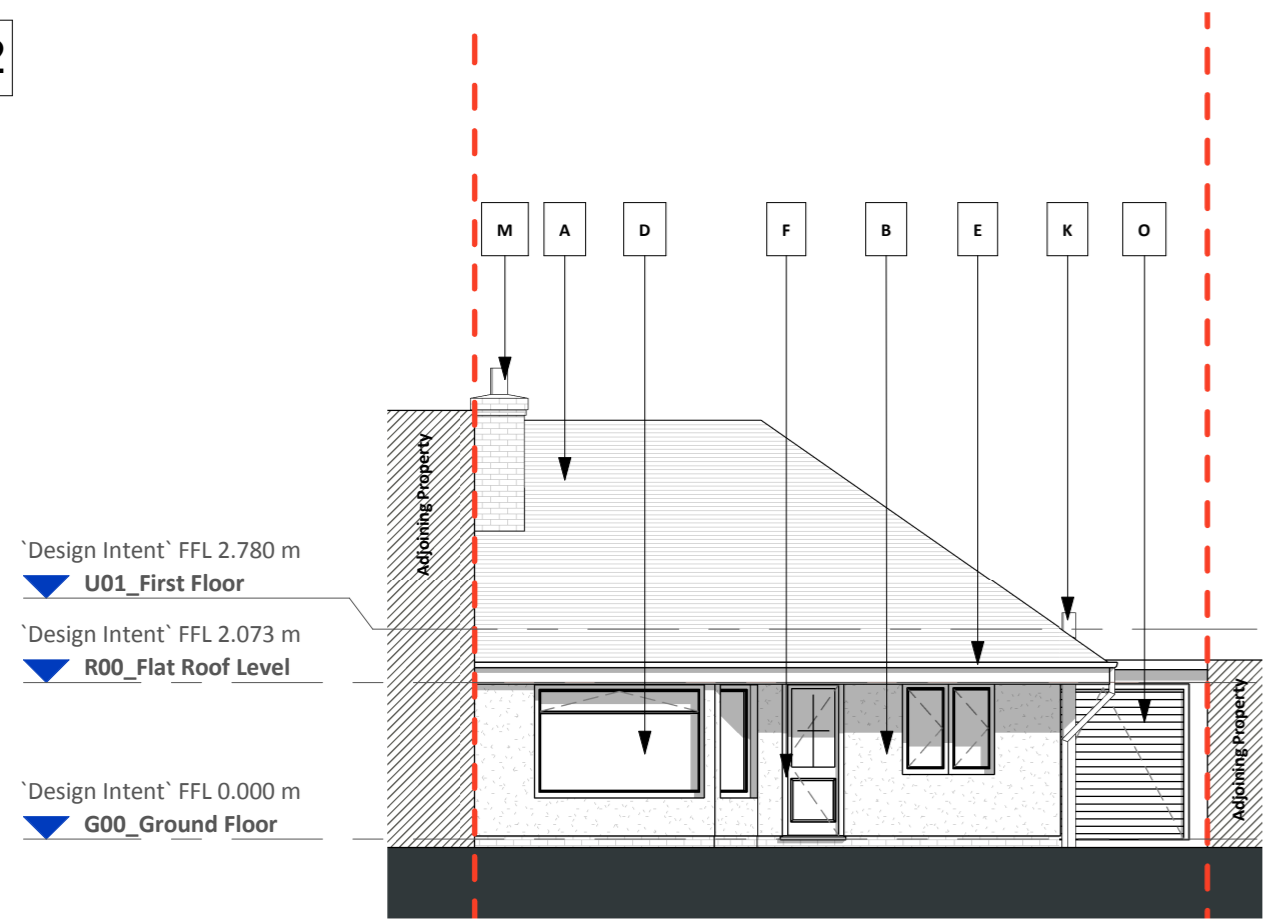 2
M A D F B E K O
Adjoining Property
`Design Intent` FFL 2.780 m
U01_First Floor
`Design Intent` FFL 2.073 m
R00_Flat Roof Level
Adjoining Property
`Design Intent` FFL 0.000 m
G00_Ground Floor